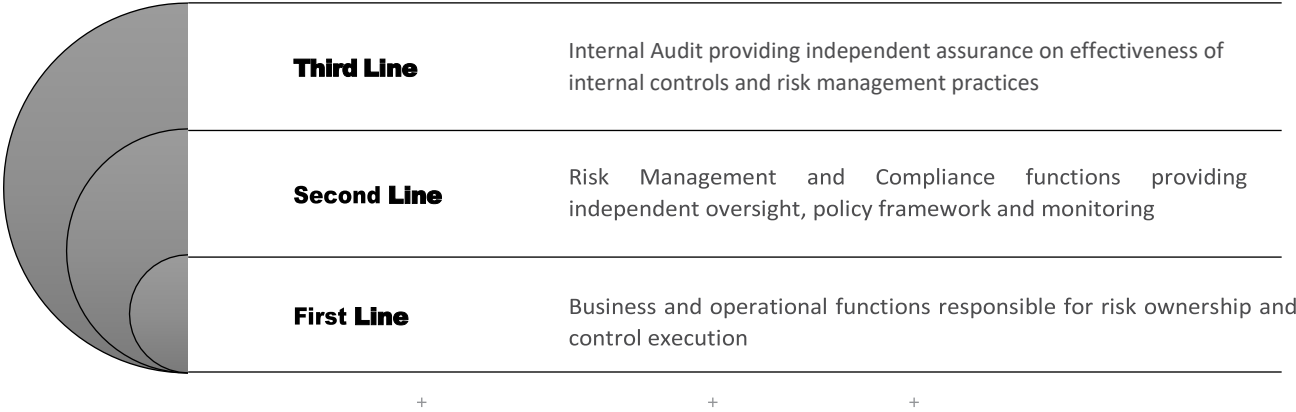 Third Line
Internal Audit providing independent assurance on effectiveness of
internal controls and risk management practices
Second Line
Risk Management and Compliance functions providing
independent oversight, policy framework and monitoring
First Line
Business and operational functions responsible for risk ownership and
control execution
+ + +